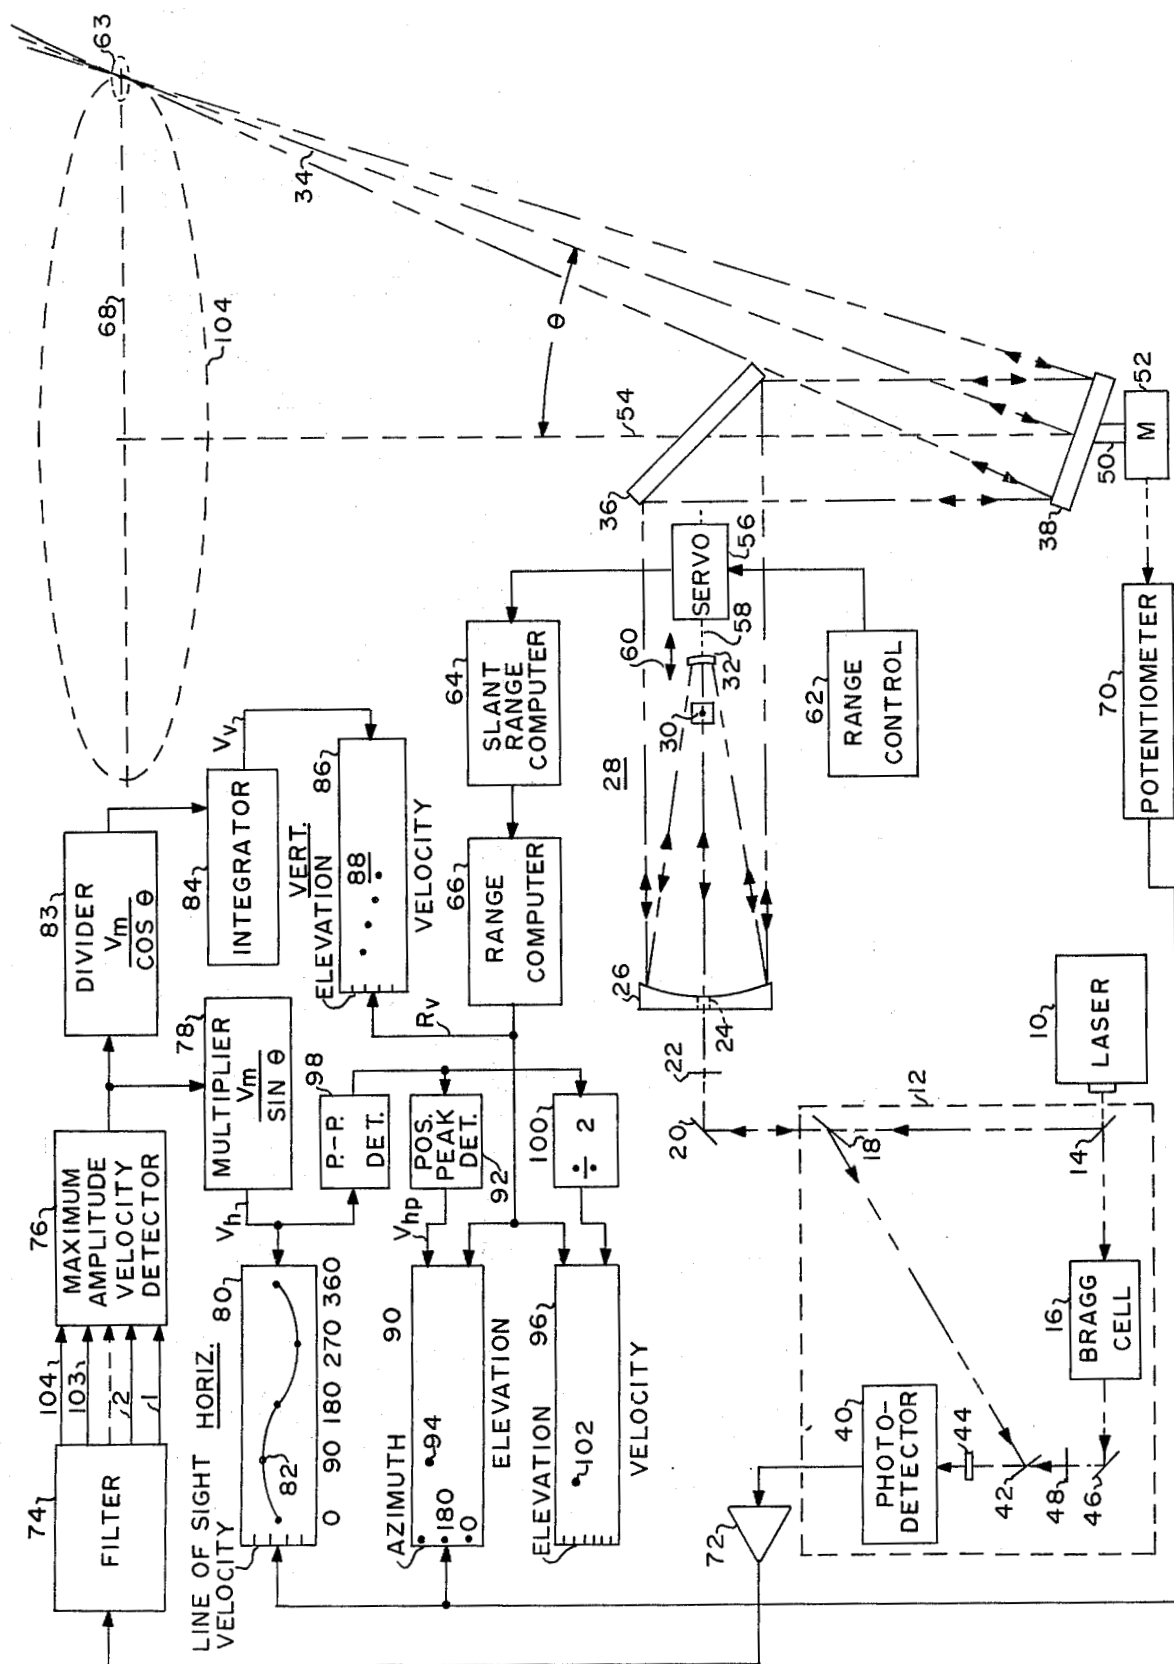 63
34
68
104
θ
54
52
M
50
38
36
SERVO
56
58
60
32
30
28
62
RANGE
CONTROL
70
POTENTIOMETER
64
SLANT
RANGE
COMPUTER
66
RANGE
COMPUTER
26
24
22
20
83
DIVIDER
Vm
COS θ
84
INTEGRATOR
Vv
VERT.
86
ELEVATION
88
VELOCITY
Rv
78
MULTIPLIER
Vm
SIN θ
98
P.-P.
DET.
POS.
PEAK
DET.
92
100
÷ 2
Vh
Vhp
76
MAXIMUM
AMPLITUDE
VELOCITY
DETECTOR
104
103
2
1
74
FILTER
HORIZ.
80
LINE OF SIGHT
VELOCITY
82
0 90 180 270 360
90
AZIMUTH
180
0
94
ELEVATION
96
ELEVATION
102
VELOCITY
72
10
LASER
12
14
18
16
BRAGG
CELL
40
PHOTO-
DETECTOR
44
42
48
46